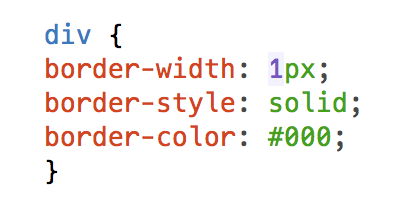 div {
border-width: 1px;
border-style: solid;
border-color: #000;
}